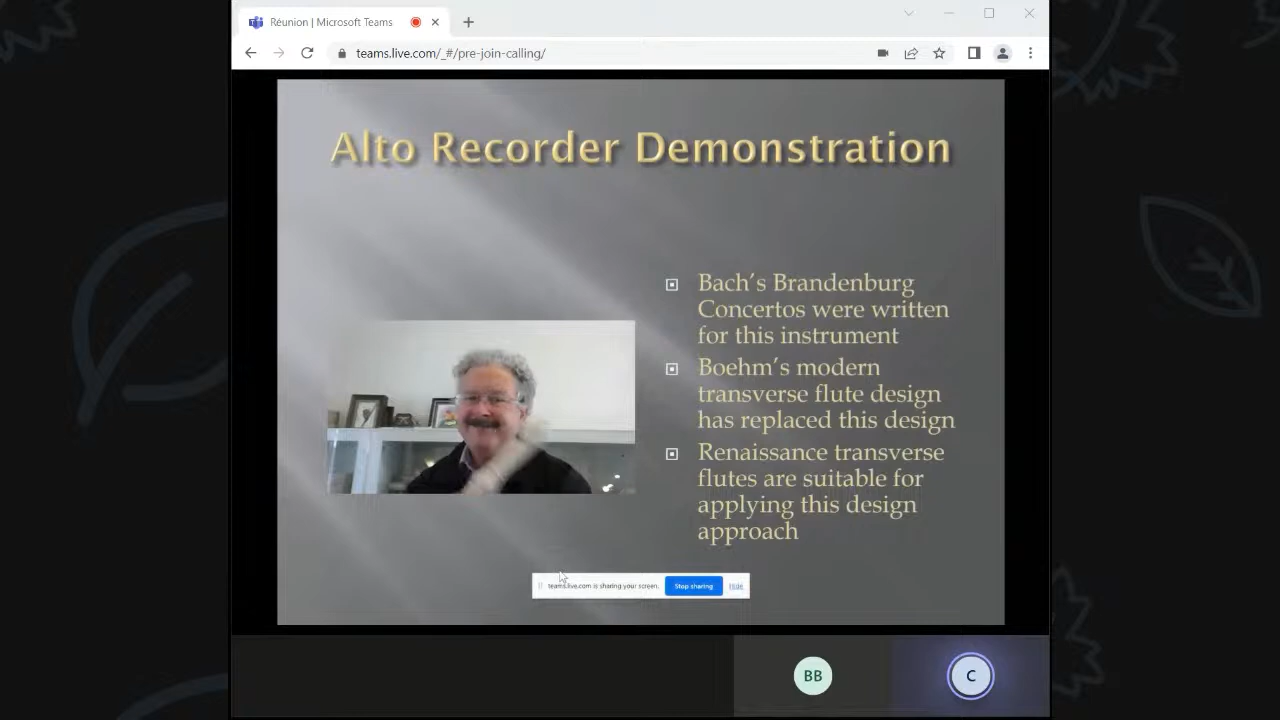 Réunion | Microsoft Teams
teams.live.com/_#/pre-join-calling/
Alto Recorder Demonstration
Bach's Brandenburg
Concertos were written
for this instrument
Boehm's modern
transverse flute design
has replaced this design
Renaissance transverse
flutes are suitable for
applying this design
approach
teams.live.com is sharing your screen. Stop sharing Hide
BB C